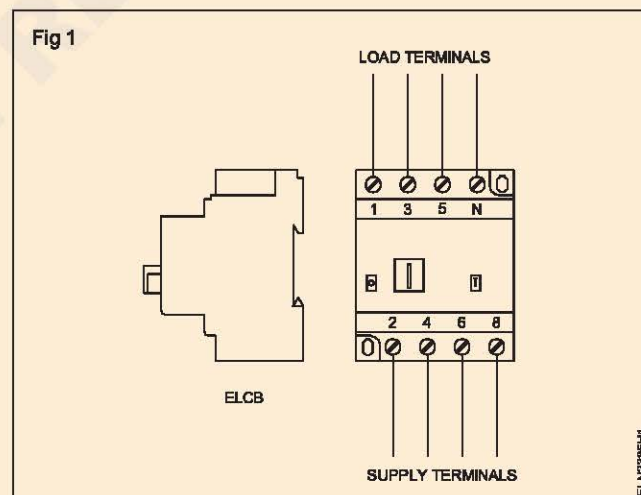 Fig 1
LOAD TERMINALS
1 3 5 N
2 4 6 8
ELCB
SUPPLY TERMINALS